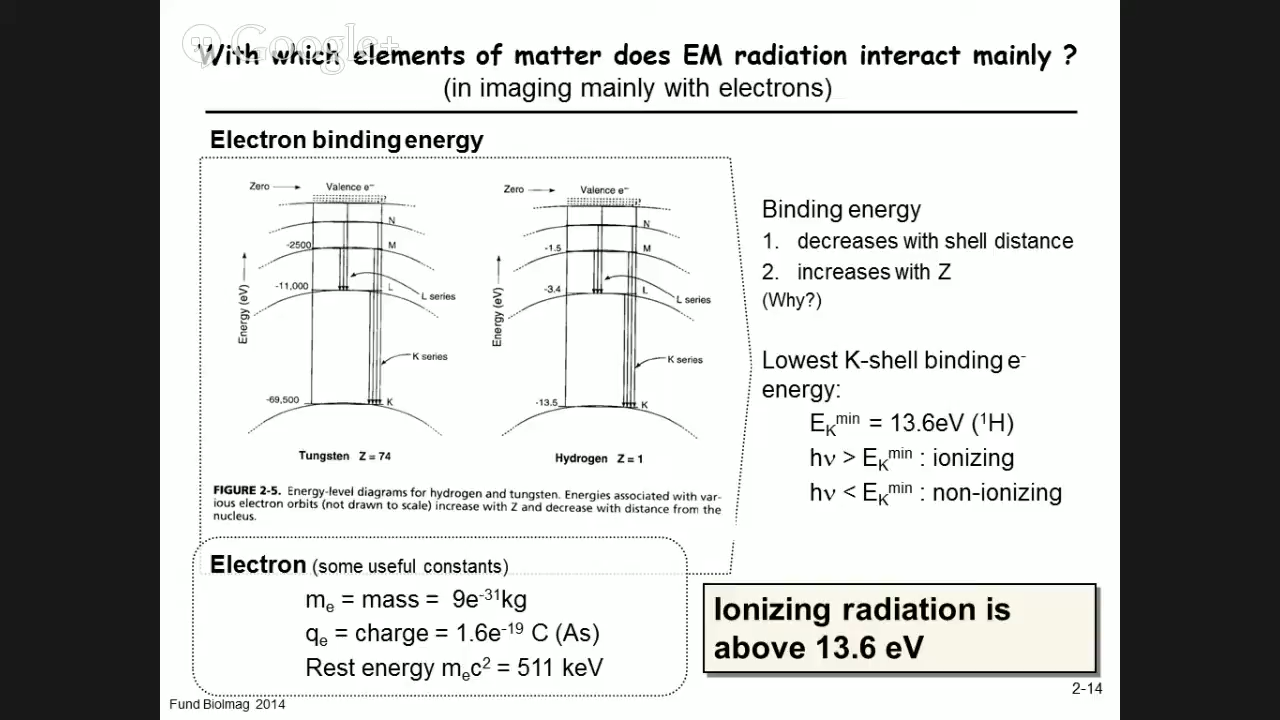 Google+
With which elements of matter does EM radiation interact mainly ?
(in imaging mainly with electrons)
Electron binding energy
Zero
Valence e⁻
N
-2500
M
-11,000
L
L series
Energy (eV)
K series
-69,500
K
Tungsten Z = 74
Zero
Valence e⁻
N
-1.5
M
-3.4
L
L series
Energy (eV)
K series
-13.5
K
Hydrogen Z = 1
FIGURE 2-5. Energy-level diagrams for hydrogen and tungsten. Energies associated with var-
ious electron orbits (not drawn to scale) increase with Z and decrease with distance from the
nucleus.
Binding energy
1. decreases with shell distance
2. increases with Z
(Why?)
Lowest K-shell binding e⁻
energy:
E_K^min = 13.6eV (¹H)
hν > E_K^min : ionizing
hν < E_K^min : non-ionizing
Electron (some useful constants)
mₑ = mass = 9e⁻³¹kg
qₑ = charge = 1.6e⁻¹⁹ C (As)
Rest energy mₑc² = 511 keV
Ionizing radiation is
above 13.6 eV
2-14
Fund BioImag 2014